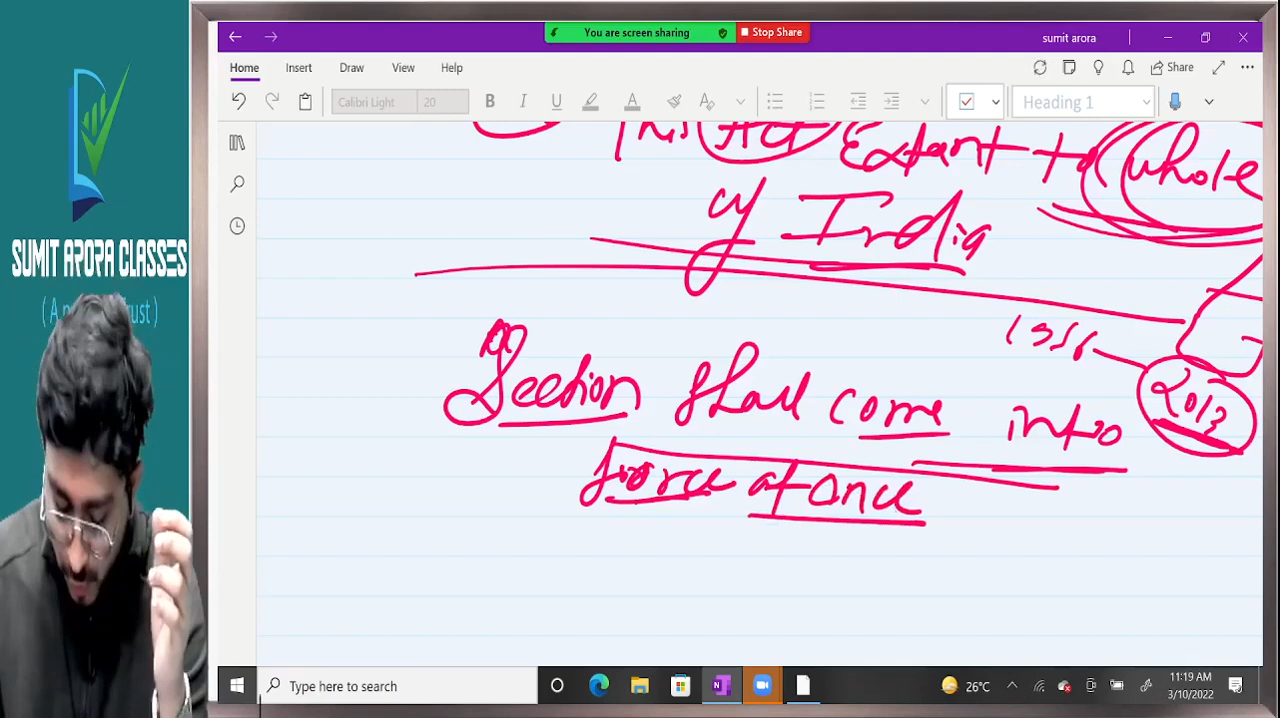 You are screen sharing
Stop Share
sumit arora
Home Insert Draw View Help
Share
Calibri Light 20
B I U A
Heading 1
This Act Extant to Whole
of India
1956
2013
Section shall come into
force at once
SUMIT ARORA CLASSES
Type here to search
26°C
11:19 AM
3/10/2022